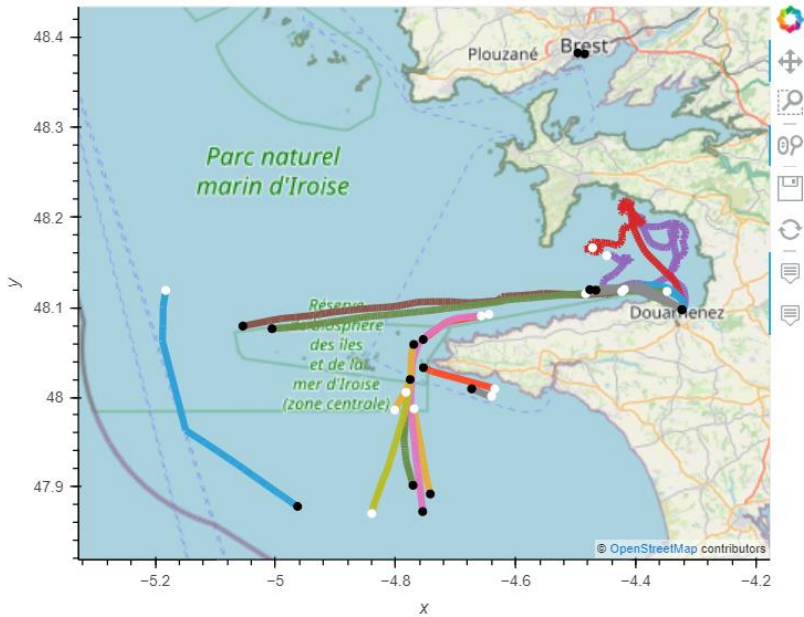 48.4
48.3
48.2
48.1
48
47.9
y
Plouzané
Brest
Parc naturel
marin d'Iroise
Douarnenez
Réserve
de biosphère
des îles
et de la
mer d'Iroise
(zone centrale)
© OpenStreetMap contributors
−5.2
−5
−4.8
−4.6
−4.4
−4.2
x